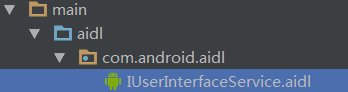 main
aidl
com.android.aidl
IUserInterfaceService.aidl